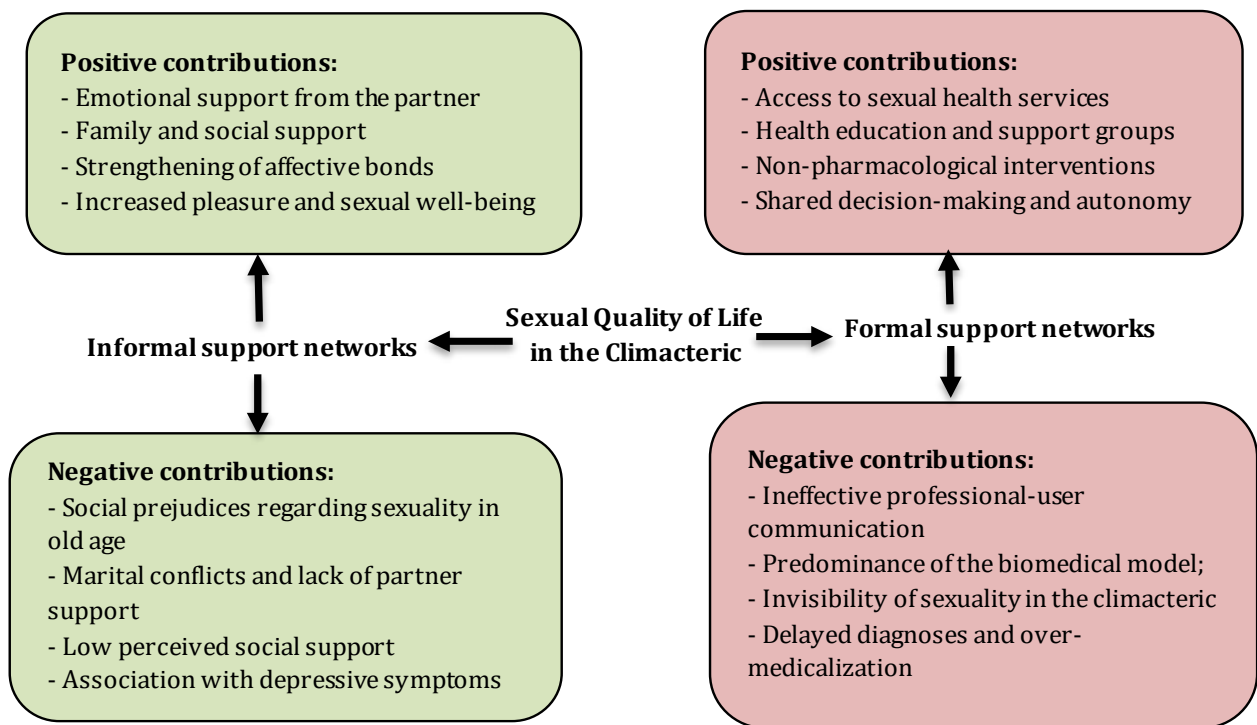 Positive contributions:
- Emotional support from the partner
- Family and social support
- Strengthening of affective bonds
- Increased pleasure and sexual well-being
Positive contributions:
- Access to sexual health services
- Health education and support groups
- Non-pharmacological interventions
- Shared decision-making and autonomy
Informal support networks
Sexual Quality of Life
in the Climacteric
Formal support networks
Negative contributions:
- Social prejudices regarding sexuality in
old age
- Marital conflicts and lack of partner
support
- Low perceived social support
- Association with depressive symptoms
Negative contributions:
- Ineffective professional-user
communication
- Predominance of the biomedical model;
- Invisibility of sexuality in the climacteric
- Delayed diagnoses and over-
medicalization